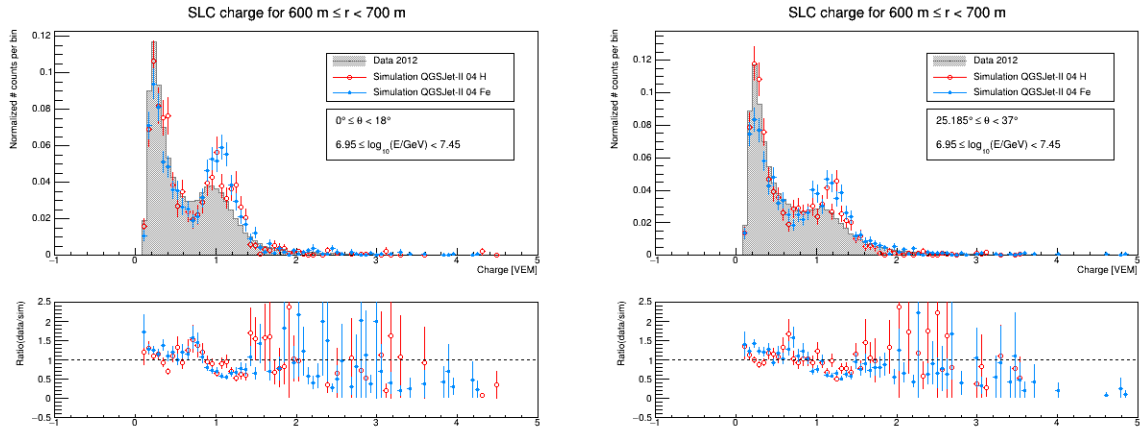 SLC charge for 600 m ≤ r < 700 m
Normalized # counts per bin
0.12
0.1
0.08
0.06
0.04
0.02
0
Data 2012
Simulation QGSJet-II 04 H
Simulation QGSJet-II 04 Fe
0° ≤ θ < 18°
6.95 ≤ log10(E/GeV) < 7.45
−1 0 1 2 3 4 5
Charge [VEM]
Ratio(data/sim)
2.5
2
1.5
1
0.5
0
−0.5
−1 0 1 2 3 4 5
SLC charge for 600 m ≤ r < 700 m
Normalized # counts per bin
0.12
0.1
0.08
0.06
0.04
0.02
0
Data 2012
Simulation QGSJet-II 04 H
Simulation QGSJet-II 04 Fe
25.185° ≤ θ < 37°
6.95 ≤ log10(E/GeV) < 7.45
−1 0 1 2 3 4 5
Charge [VEM]
Ratio(data/sim)
2.5
2
1.5
1
0.5
0
−0.5
−1 0 1 2 3 4 5